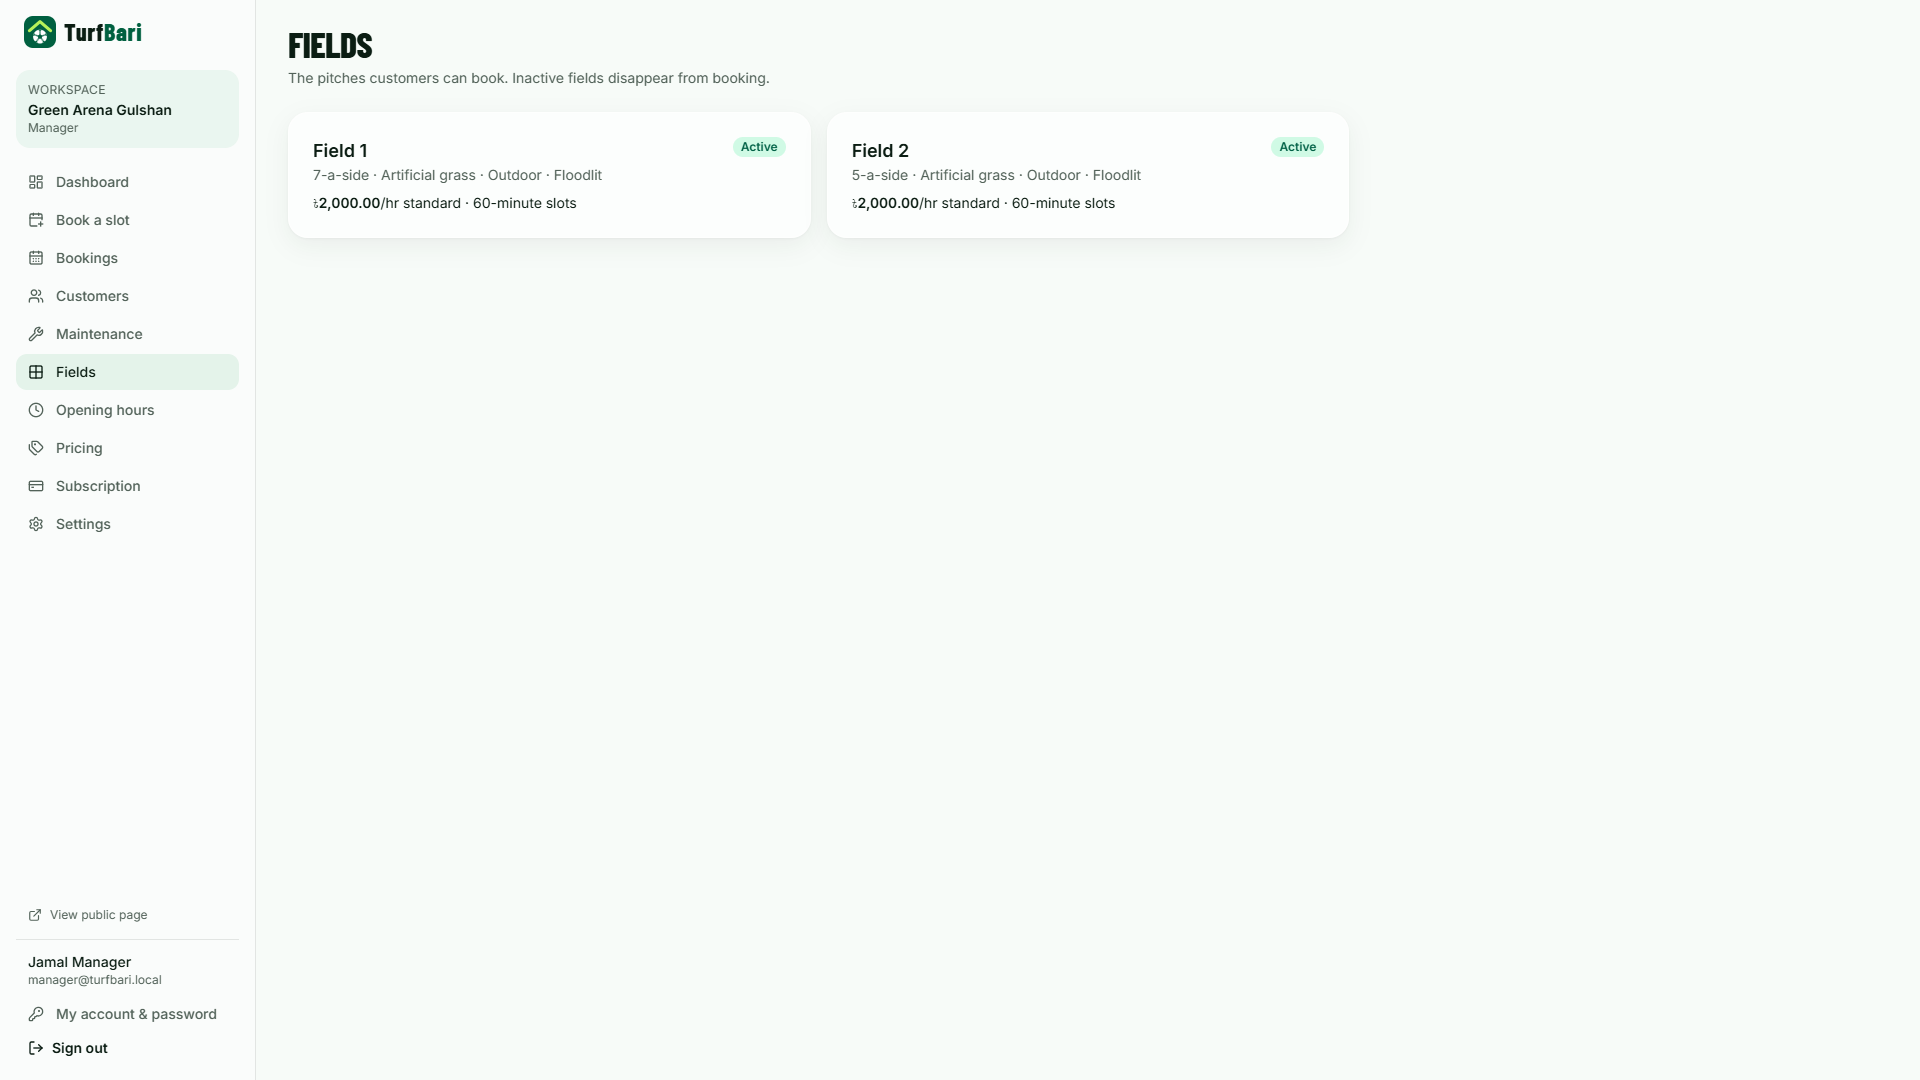 TurfBari
WORKSPACE
Green Arena Gulshan
Manager
Dashboard
Book a slot
Bookings
Customers
Maintenance
Fields
Opening hours
Pricing
Subscription
Settings
View public page
Jamal Manager
manager@turfbari.local
My account & password
Sign out
FIELDS
The pitches customers can book. Inactive fields disappear from booking.
Field 1
Active
7-a-side · Artificial grass · Outdoor · Floodlit
৳2,000.00/hr standard · 60-minute slots
Field 2
Active
5-a-side · Artificial grass · Outdoor · Floodlit
৳2,000.00/hr standard · 60-minute slots